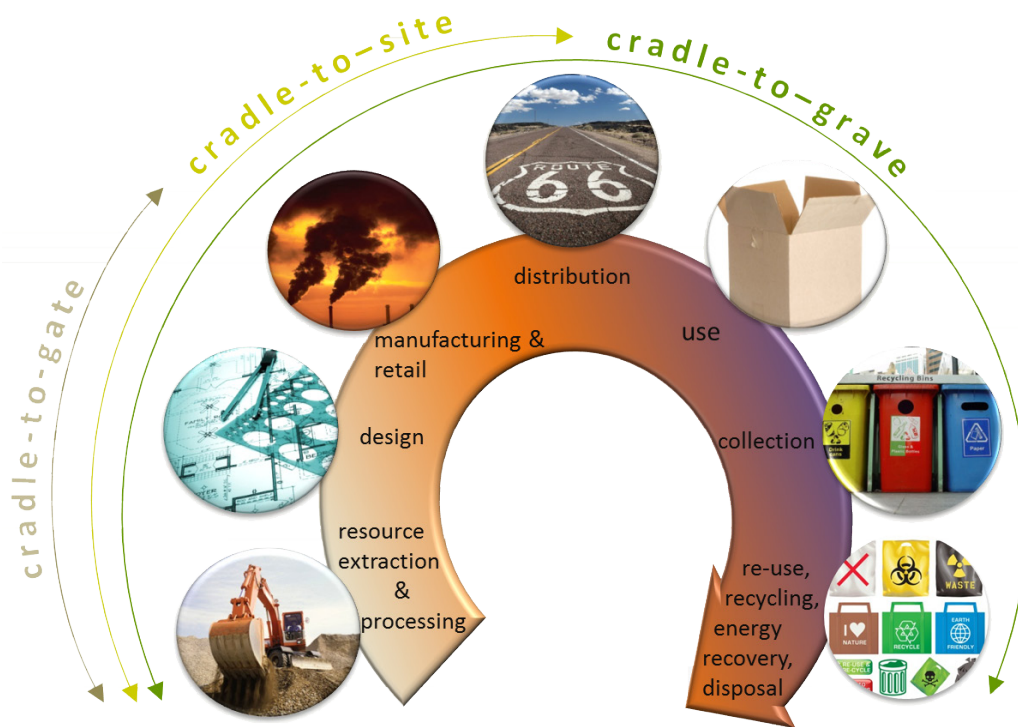 cradle-to-site
cradle-to-grave
cradle-to-gate
ROUTE
66
distribution
manufacturing &
retail
use
design
collection
Recycling Bins
Paper
resource
extraction
&
processing
re-use,
recycling,
energy
recovery,
disposal
WASTE
I ♥
NATURE
RECYCLE
EARTH
FRIENDLY